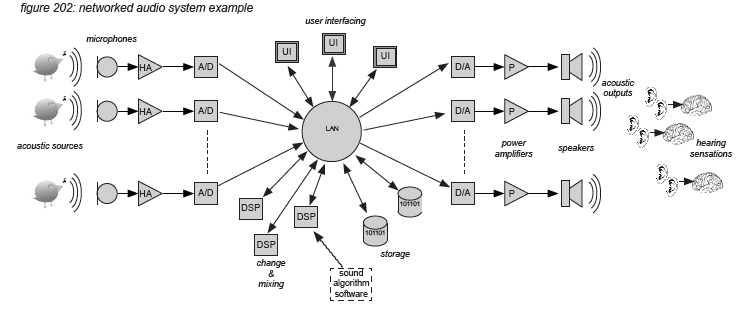 figure 202: networked audio system example
user interfacing
microphones
UI
UI
UI
HA
A/D
D/A
P
acoustic
outputs
HA
A/D
LAN
D/A
P
acoustic sources
power
amplifiers
speakers
hearing
sensations
HA
A/D
D/A
P
DSP
DSP
DSP
101101
101101
change
&
mixing
storage
sound
algorithm
software